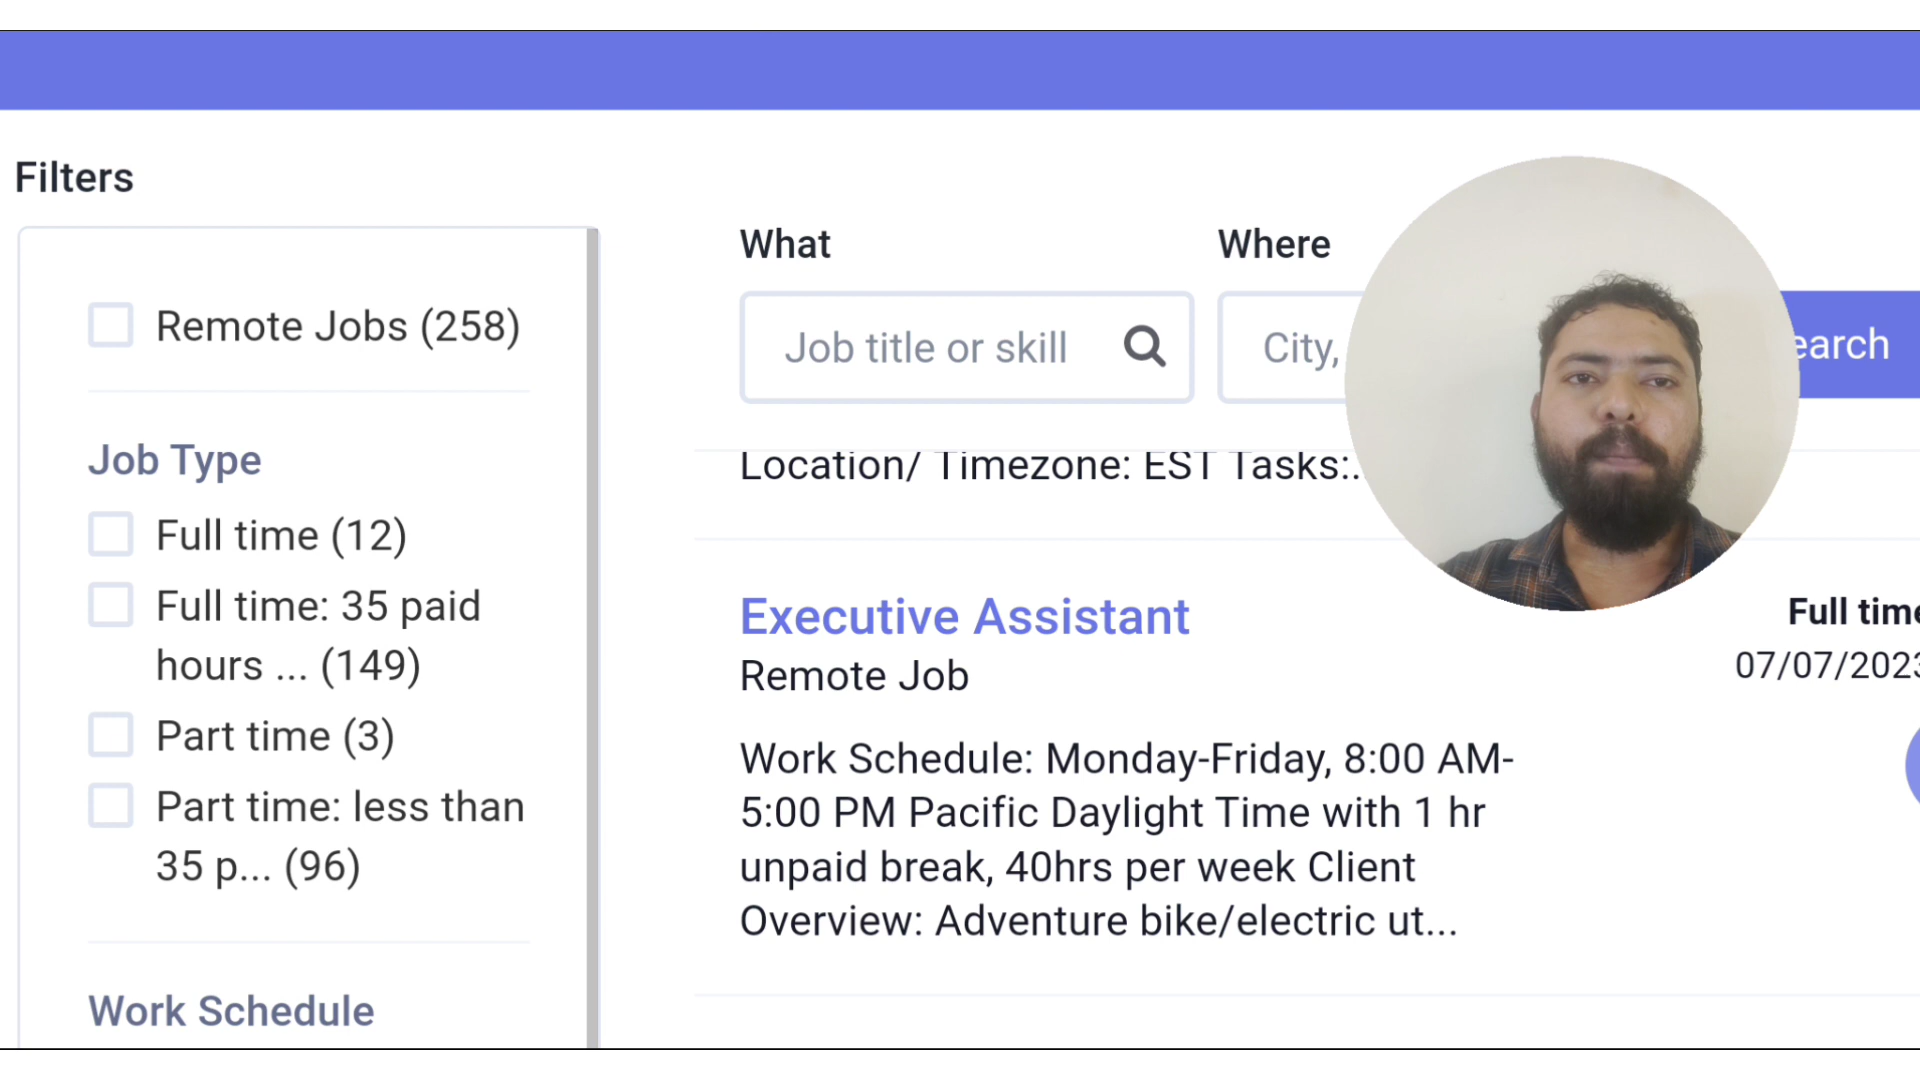 Filters
Remote Jobs (258)
Job Type
Full time (12)
Full time: 35 paid
hours ... (149)
Part time (3)
Part time: less than
35 p... (96)
Work Schedule
What
Where
Job title or skill
City,
earch
Location/ Timezone: EST Tasks:.
Executive Assistant
Remote Job
Full time
07/07/2023
Work Schedule: Monday-Friday, 8:00 AM-
5:00 PM Pacific Daylight Time with 1 hr
unpaid break, 40hrs per week Client
Overview: Adventure bike/electric ut...